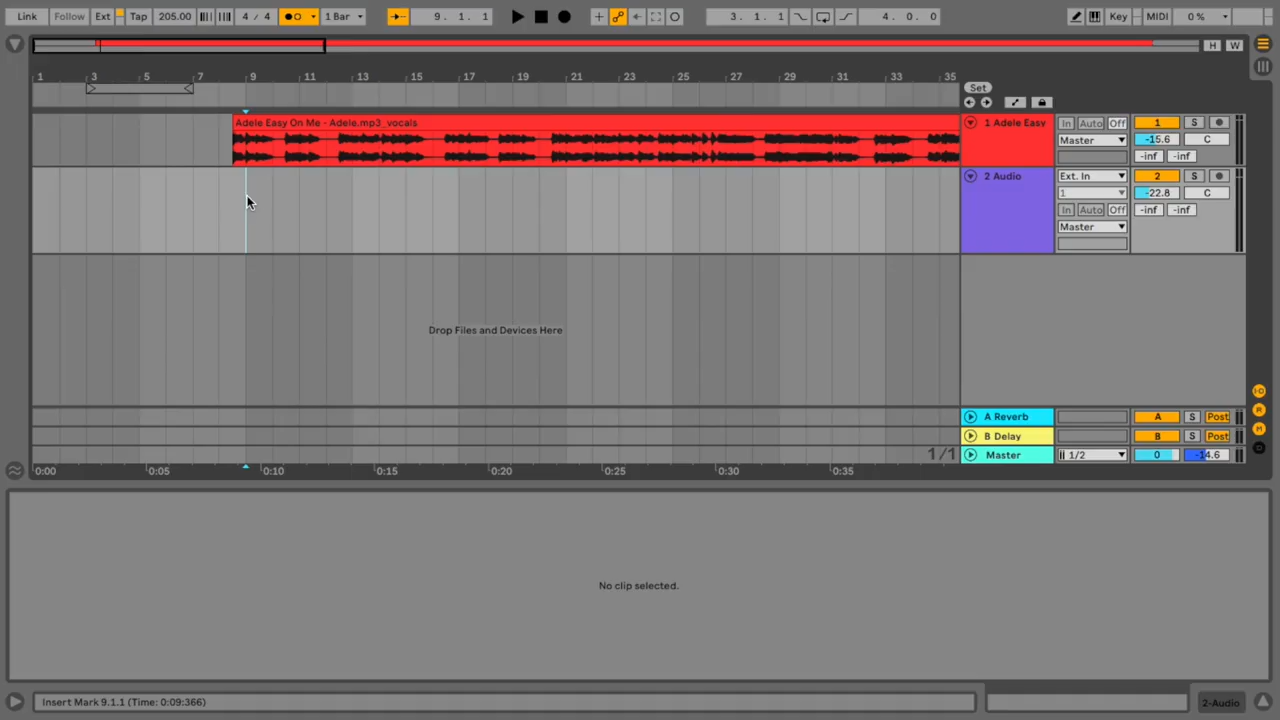 Link Follow Ext Tap 205.00 4 / 4 1 Bar 9. 1. 1 3. 1. 1 4. 0. 0 Key MIDI 0 %
H W
1 3 5 7 9 11 13 15 17 19 21 23 25 27 29 31 33 35
Set
Adele Easy On Me - Adele.mp3_vocals 1 Adele Easy In Auto Off 1 S
Master -15.6 C
-inf -inf
2 Audio Ext. In 2 S
1 -22.8 C
In Auto Off -inf -inf
Master
Drop Files and Devices Here
A Reverb A S Post
B Delay B S Post
1/1 Master 1/2 0 -14.6
0:00 0:05 0:10 0:15 0:20 0:25 0:30 0:35
No clip selected.
Insert Mark 9.1.1 (Time: 0:09:366) 2-Audio